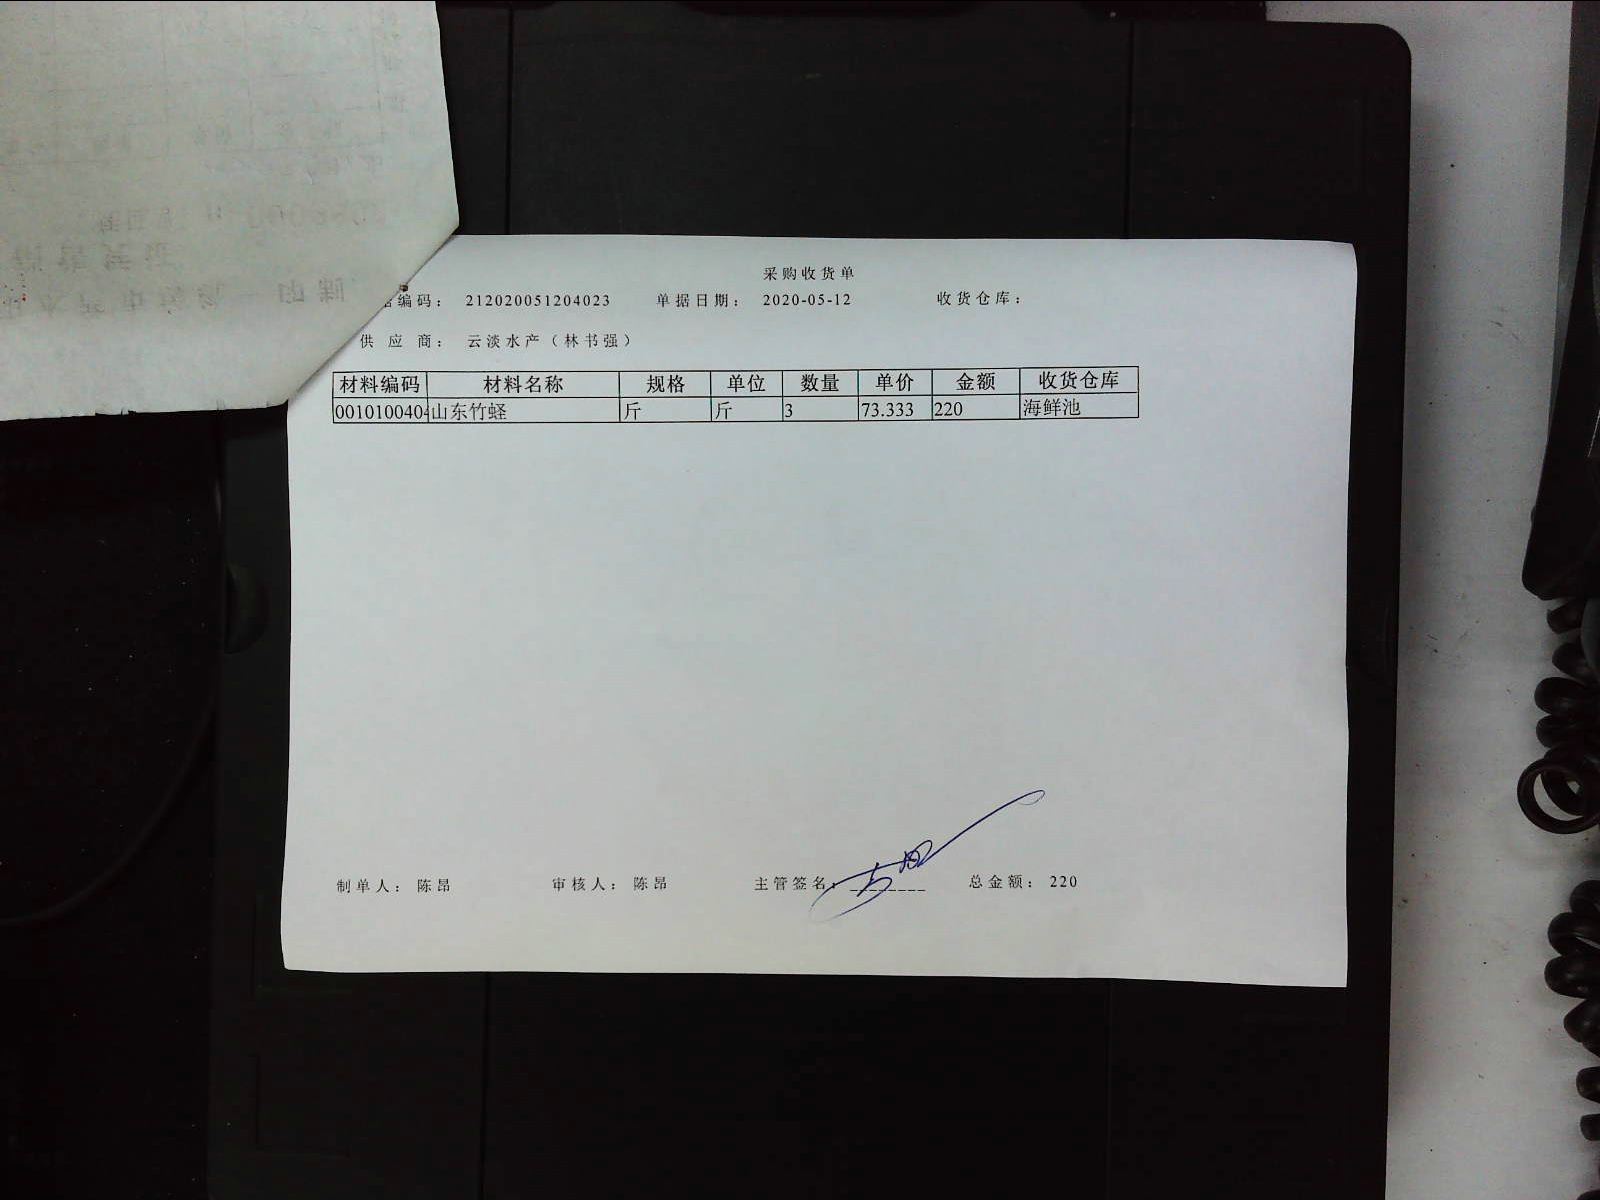 采购收货单
编码： 212020051204023 单据日期： 2020-05-12 收货仓库：
供应商： 云淡水产（林书强）
材料编码 材料名称 规格 单位 数量 单价 金额 收货仓库
0010100404 山东竹蛏 斤 斤 3 73.333 220 海鲜池
制单人： 陈昂 审核人： 陈昂 主管签名： 总金额： 220